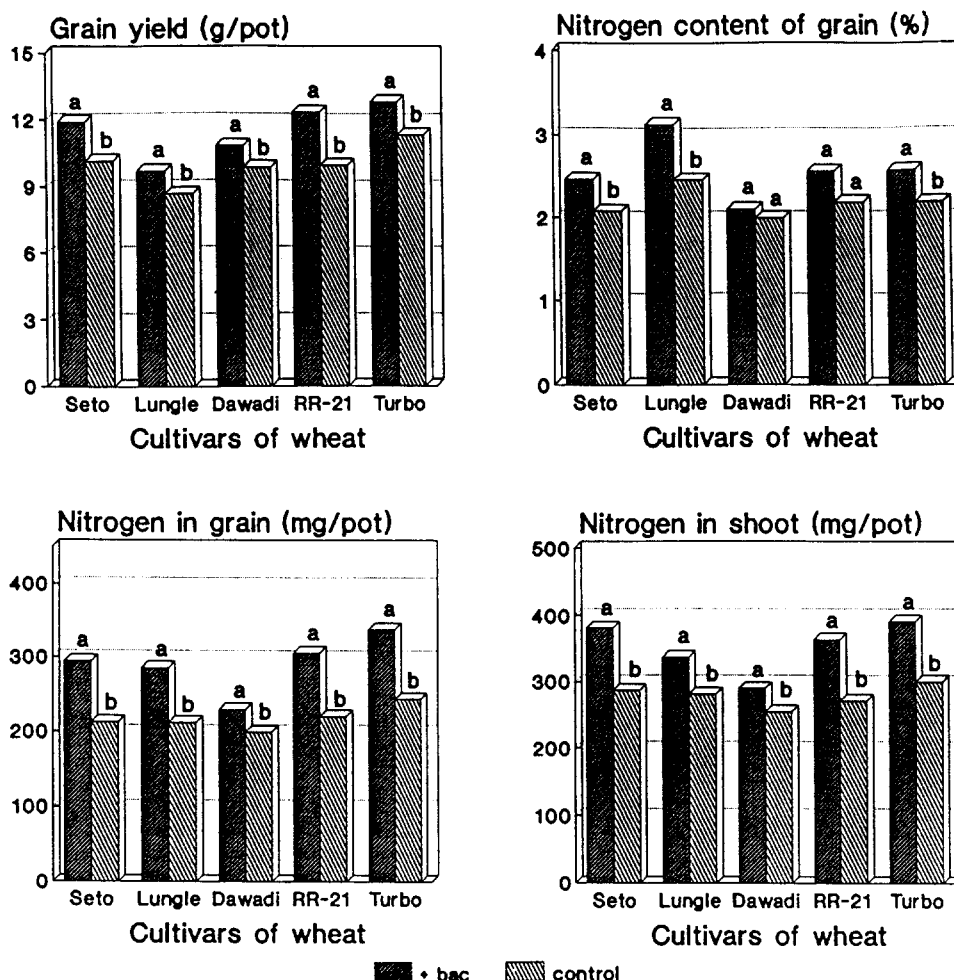 Grain yield (g/pot)
15
12
9
6
3
0
a b a b a b a b a b
Seto Lungle Dawadi RR-21 Turbo
Cultivars of wheat
Nitrogen content of grain (%)
4
3
2
1
0
a b a b a a a a a b
Seto Lungle Dawadi RR-21 Turbo
Cultivars of wheat
Nitrogen in grain (mg/pot)
400
300
200
100
0
a b a b a b a b a b
Seto Lungle Dawadi RR-21 Turbo
Cultivars of wheat
Nitrogen in shoot (mg/pot)
500
400
300
200
100
0
a b a b a b a b a b
Seto Lungle Dawadi RR-21 Turbo
Cultivars of wheat
+ bac control